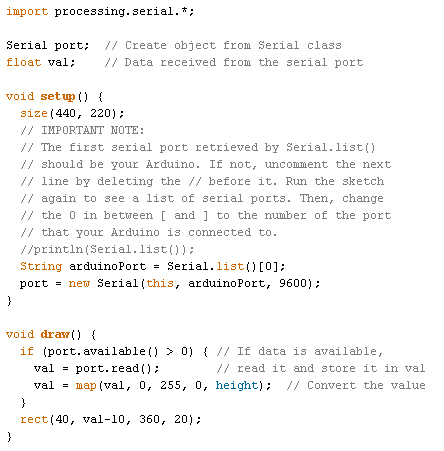 import processing.serial.*;

Serial port;  // Create object from Serial class
float val;    // Data received from the serial port

void setup() {
  size(440, 220);
  // IMPORTANT NOTE:
  // The first serial port retrieved by Serial.list()
  // should be your Arduino. If not, uncomment the next
  // line by deleting the // before it. Run the sketch
  // again to see a list of serial ports. Then, change
  // the 0 in between [ and ] to the number of the port
  // that your Arduino is connected to.
  //println(Serial.list());
  String arduinoPort = Serial.list()[0];
  port = new Serial(this, arduinoPort, 9600);
}

void draw() {
  if (port.available() > 0) { // If data is available,
    val = port.read();        // read it and store it in val
    val = map(val, 0, 255, 0, height);  // Convert the value
  }
  rect(40, val-10, 360, 20);
}